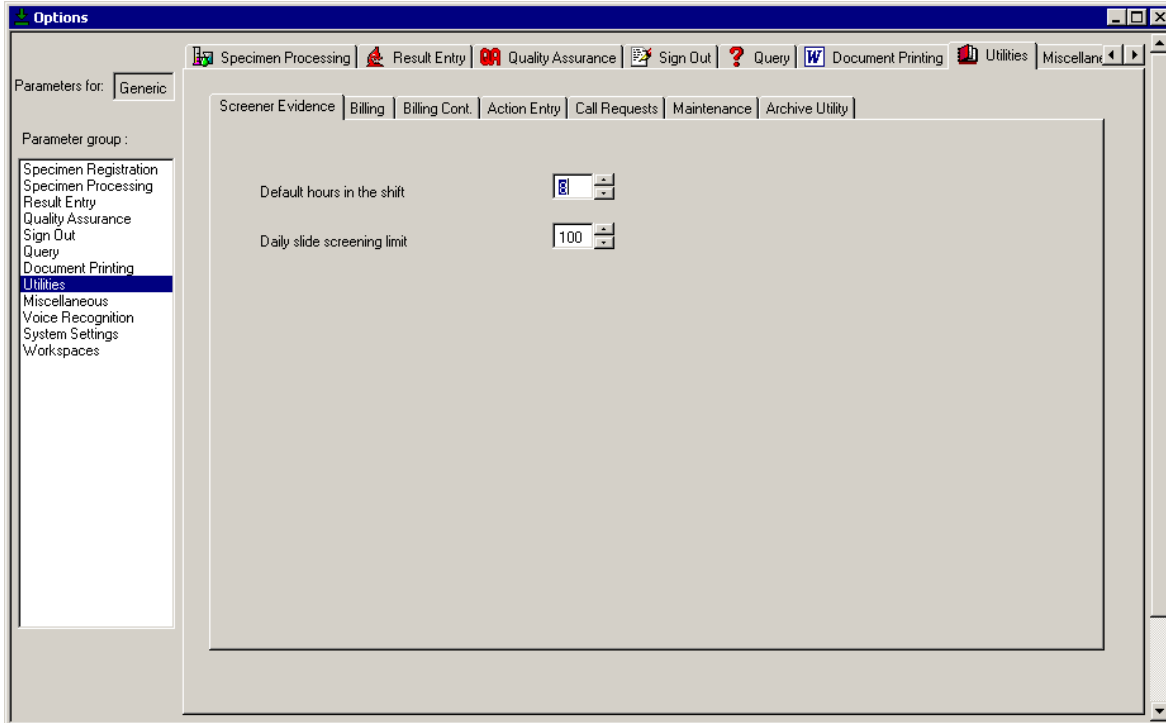 Options
Specimen Processing Result Entry QA Quality Assurance Sign Out ? Query W Document Printing Utilities Miscellane
Parameters for: Generic
Screener Evidence Billing Billing Cont. Action Entry Call Requests Maintenance Archive Utility
Parameter group :
Specimen Registration
Specimen Processing
Result Entry
Quality Assurance
Sign Out
Query
Document Printing
Utilities
Miscellaneous
Voice Recognition
System Settings
Workspaces
Default hours in the shift 8
Daily slide screening limit 100